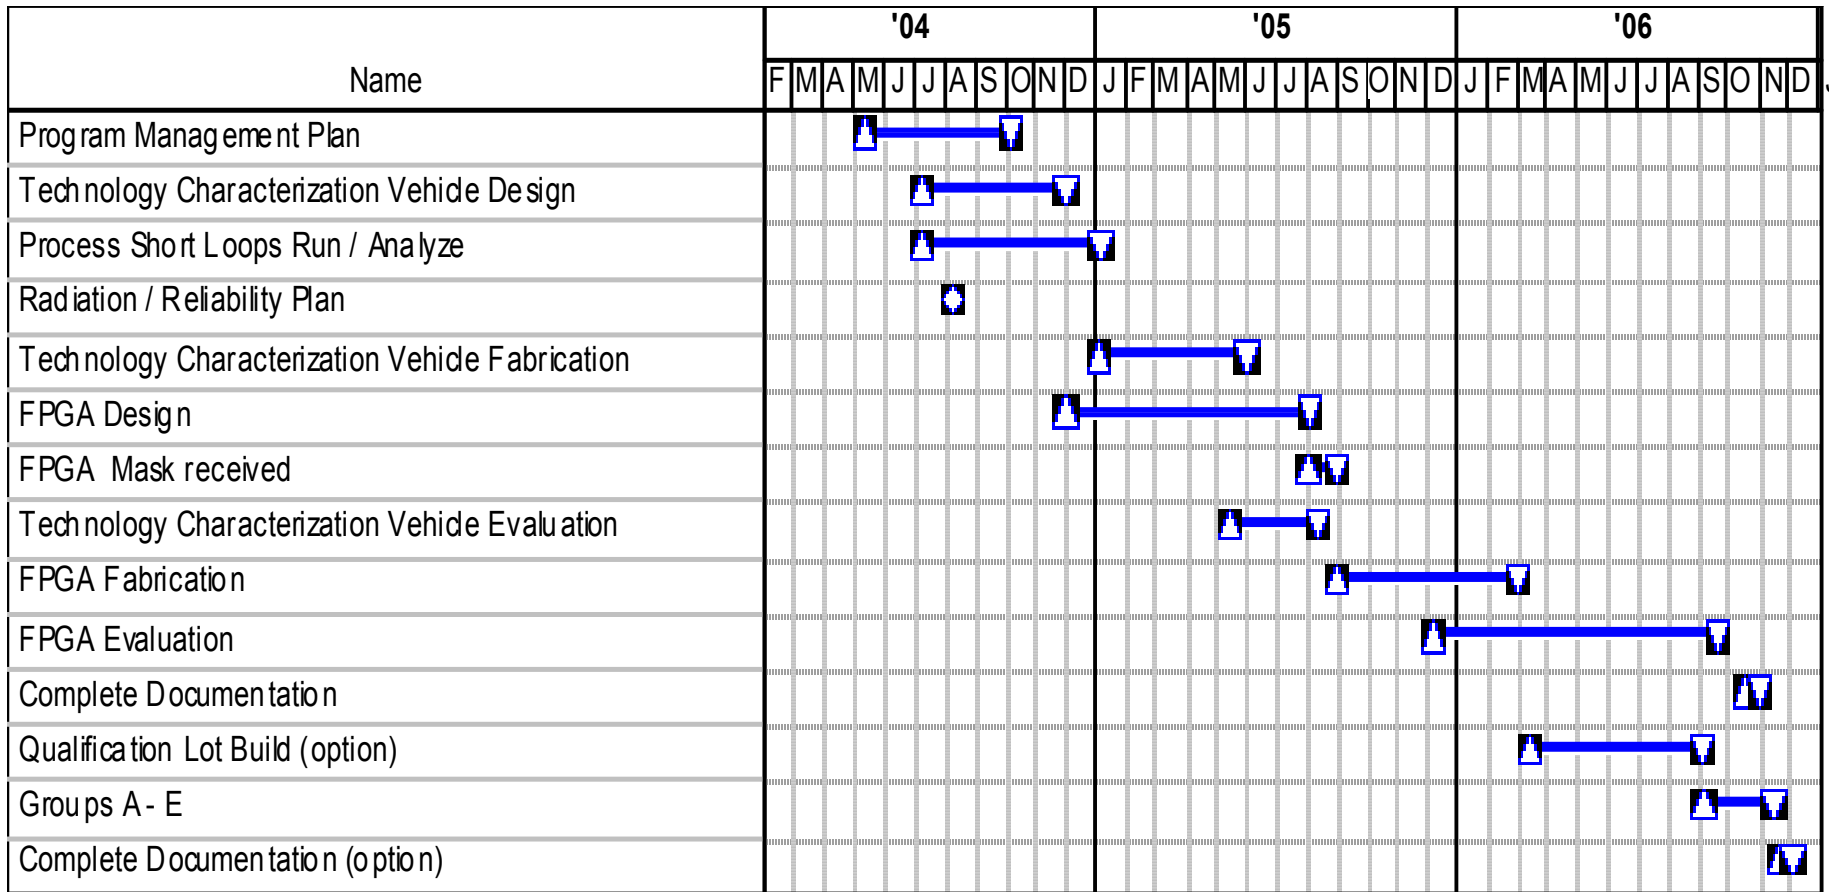 '04 '05 '06
Name F M A M J J A S O N D J F M A M J J A S O N D J F M A M J J A S O N D J
Program Management Plan
Technology Characterization Vehicle Design
Process Short Loops Run / Analyze
Radiation / Reliability Plan
Technology Characterization Vehicle Fabrication
FPGA Design
FPGA Mask received
Technology Characterization Vehicle Evaluation
FPGA Fabrication
FPGA Evaluation
Complete Documentation
Qualification Lot Build (option)
Groups A - E
Complete Documentation (option)